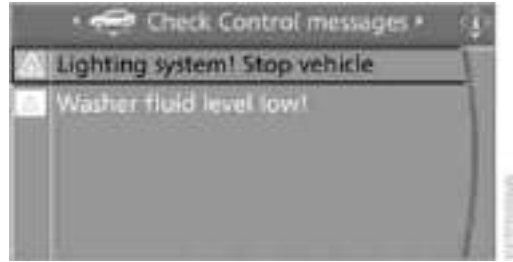 Check Control messages
Lighting system! Stop vehicle
Washer fluid level low!